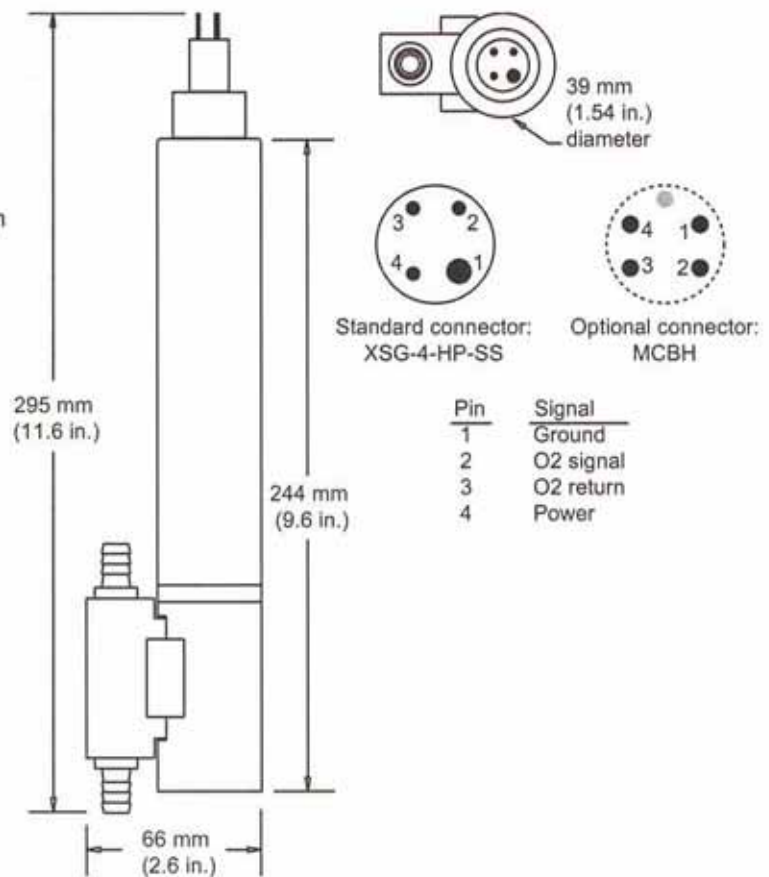 39 mm
(1.54 in.)
diameter
3 2
4 1
4 1
3 2
Standard connector:
XSG-4-HP-SS
Optional connector:
MCBH
295 mm
(11.6 in.)
Pin Signal
1 Ground
2 O2 signal
3 O2 return
4 Power
244 mm
(9.6 in.)
66 mm
(2.6 in.)